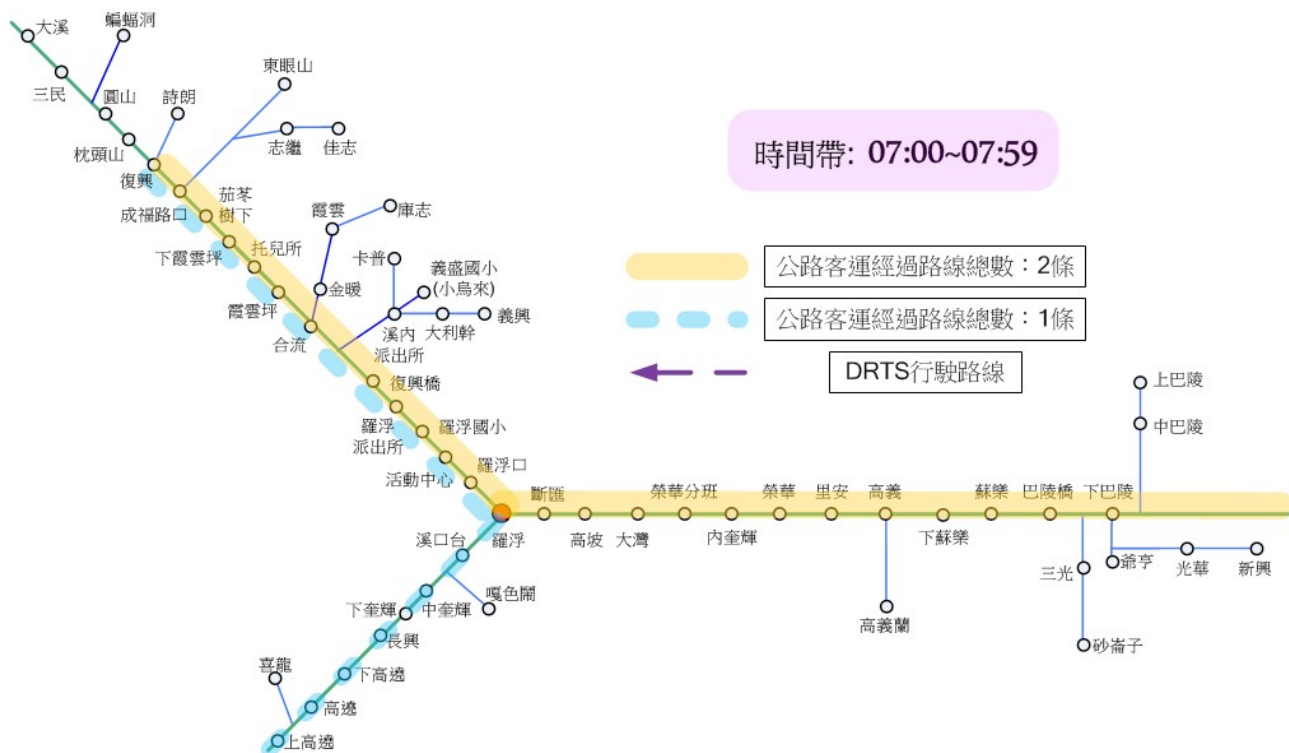 大溪
蝙蝠洞
三民
圓山
詩朗
東眼山
枕頭山
志繼
佳志
復興
時間帶: 07:00~07:59
成福路口
茄苳
樹下
下霞雲坪
托兒所
霞雲
庫志
卡普
義盛國小
(小烏來)
公路客運經過路線總數：2條
霞雲坪
金暖
合流
溪內
大利幹
義興
公路客運經過路線總數：1條
派出所
復興橋
DRTS行駛路線
上巴陵
中巴陵
羅浮
派出所
羅浮國小
活動中心
羅浮口
斷匯
榮華分班
榮華
里安
高義
蘇樂
巴陵橋
下巴陵
溪口台
羅浮
高坡
大灣
內奎輝
下蘇樂
三光
爺亨
光華
新興
下奎輝
中奎輝
嘎色鬧
高義蘭
長興
砂崙子
喜龍
下高遶
高遶
上高遶